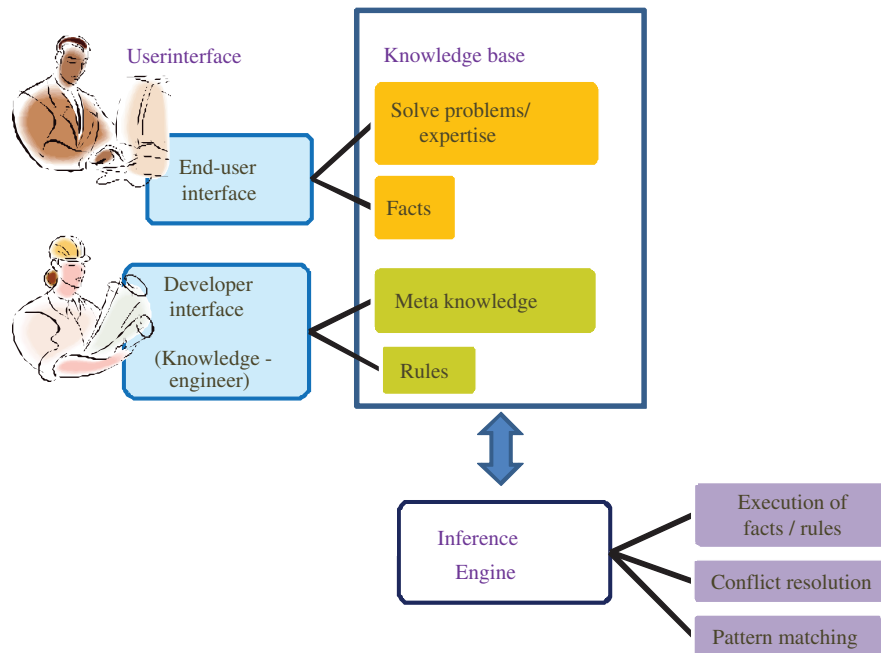 Userinterface
Knowledge base
Solve problems/
expertise
End-user
interface
Facts
Developer
interface
(Knowledge -
engineer)
Meta knowledge
Rules
Inference
Engine
Execution of
facts / rules
Conflict resolution
Pattern matching